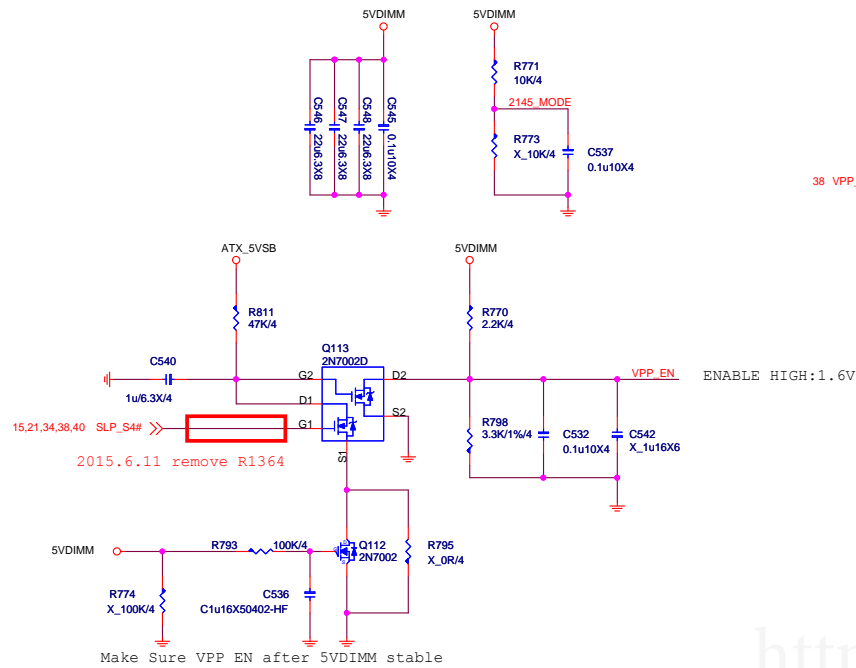 5VDIMM
5VDIMM
C546
22u6.3X8
C547
22u6.3X8
C548
22u6.3X8
C545
0.1u10X4
R771
10K/4
2145_MODE
R773
X_10K/4
C537
0.1u10X4
38 VPP_
ATX_5VSB
5VDIMM
R811
47K/4
R770
2.2K/4
Q113
2N7002D
C540
1u/6.3X/4
G2
D2
VPP_EN
ENABLE HIGH:1.6V
D1
S2
15,21,34,38,40 SLP_S4#
G1
R798
3.3K/1%/4
C532
0.1u10X4
C542
X_1u16X6
2015.6.11 remove R1364
S1
5VDIMM
R793
100K/4
Q112
2N7002
R795
X_0R/4
R774
X_100K/4
C536
C1u16X50402-HF
Make Sure VPP EN after 5VDIMM stable
http